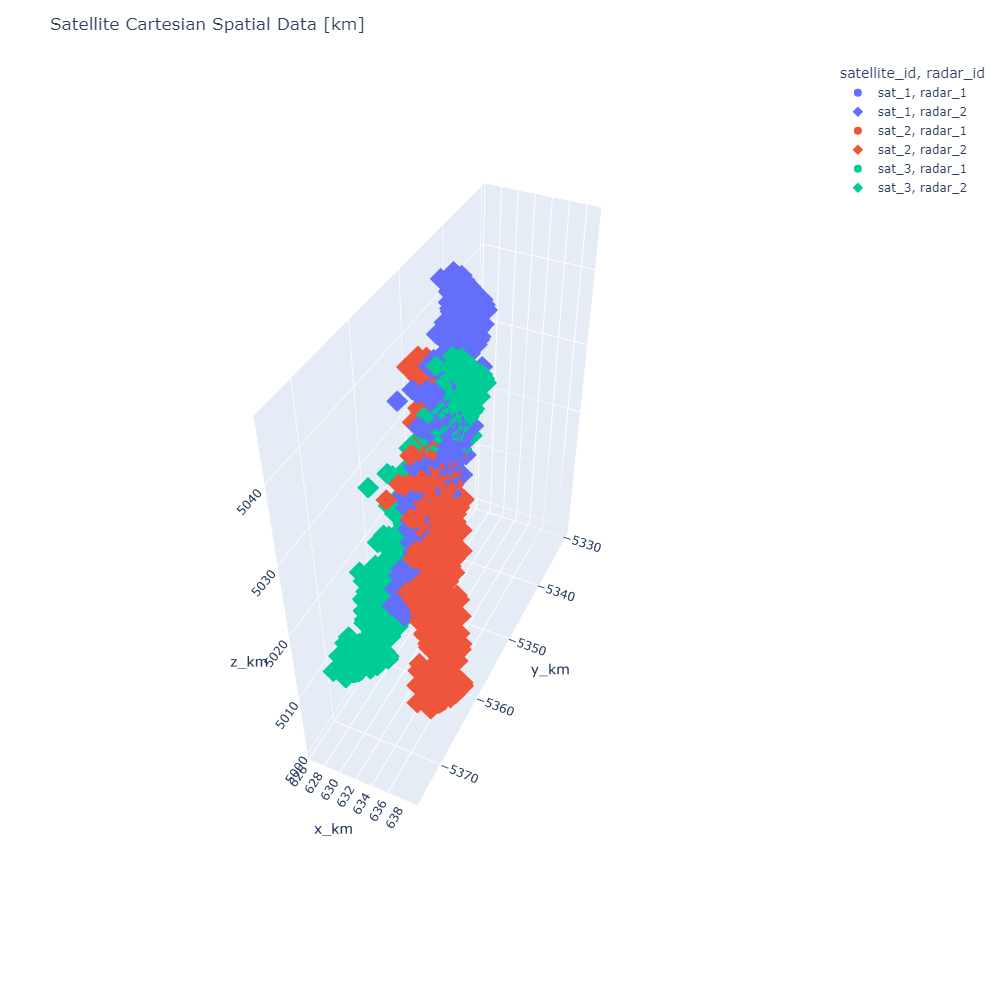 Satellite Cartesian Spatial Data [km]
satellite_id, radar_id
sat_1, radar_1
sat_1, radar_2
sat_2, radar_1
sat_2, radar_2
sat_3, radar_1
sat_3, radar_2
5040
5030
5020
5010
5000
z_km
−5330
−5340
−5350
−5360
−5370
y_km
626
628
630
632
634
636
638
x_km